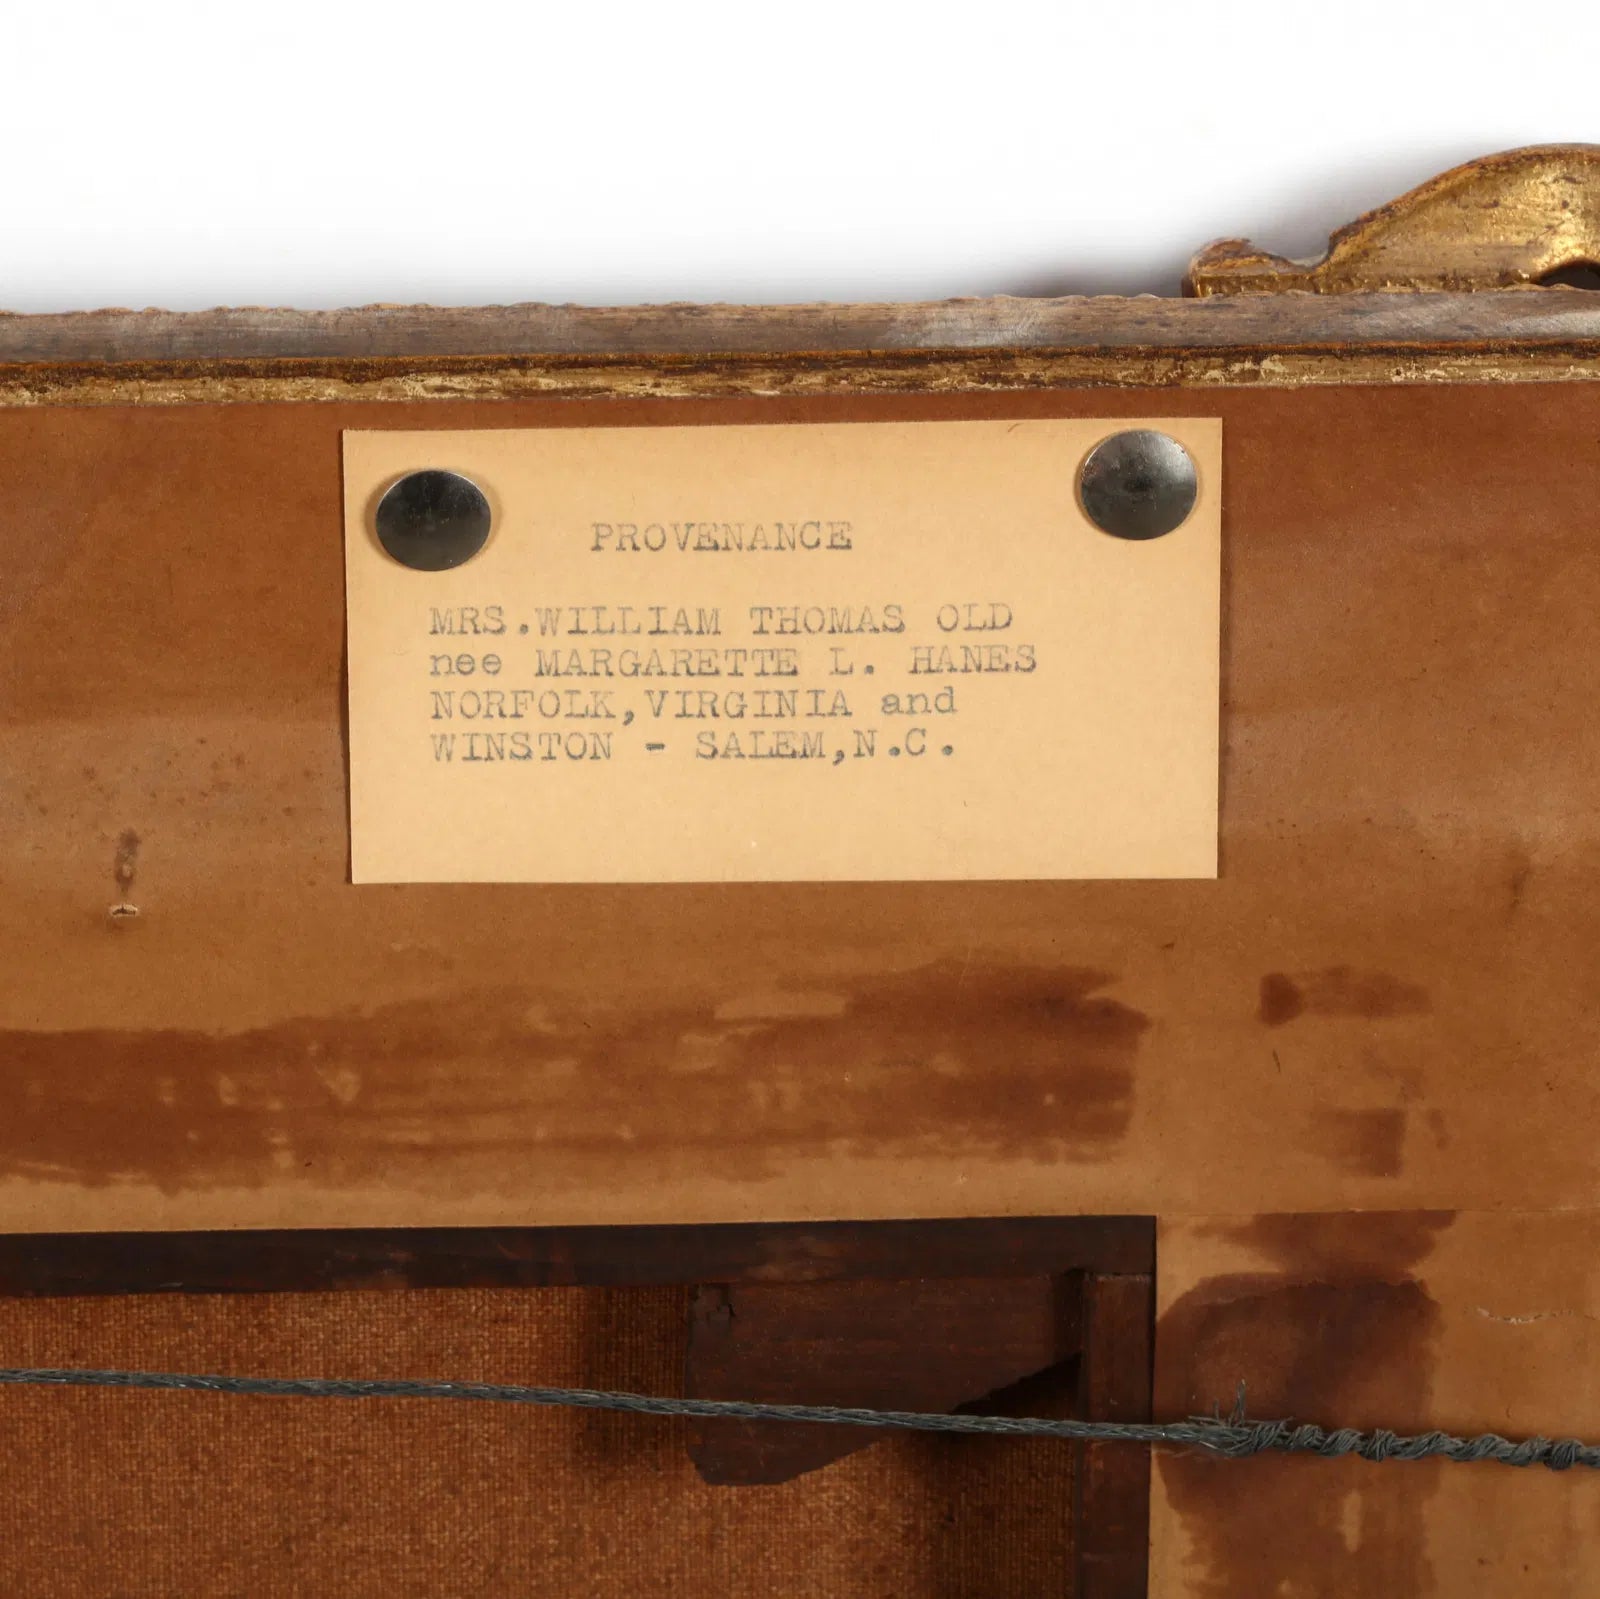 PROVENANCE
MRS.WILLIAM THOMAS OLD
nee MARGARETTE L. HANES
NORFOLK,VIRGINIA and
WINSTON - SALEM,N.C.